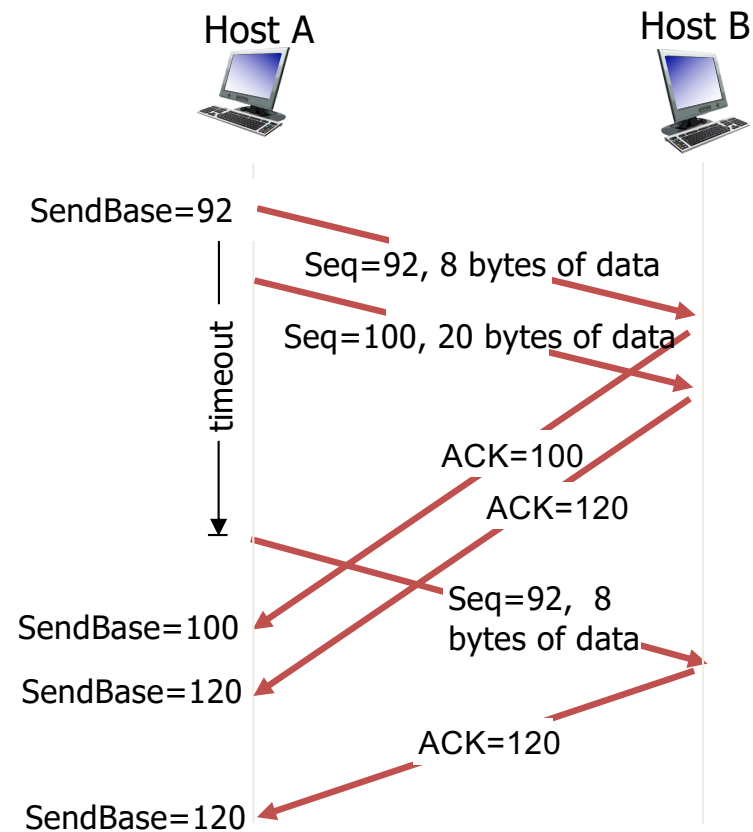 Host A
Host B
SendBase=92
Seq=92, 8 bytes of data
Seq=100, 20 bytes of data
timeout
ACK=100
ACK=120
Seq=92,  8
bytes of data
SendBase=100
SendBase=120
ACK=120
SendBase=120